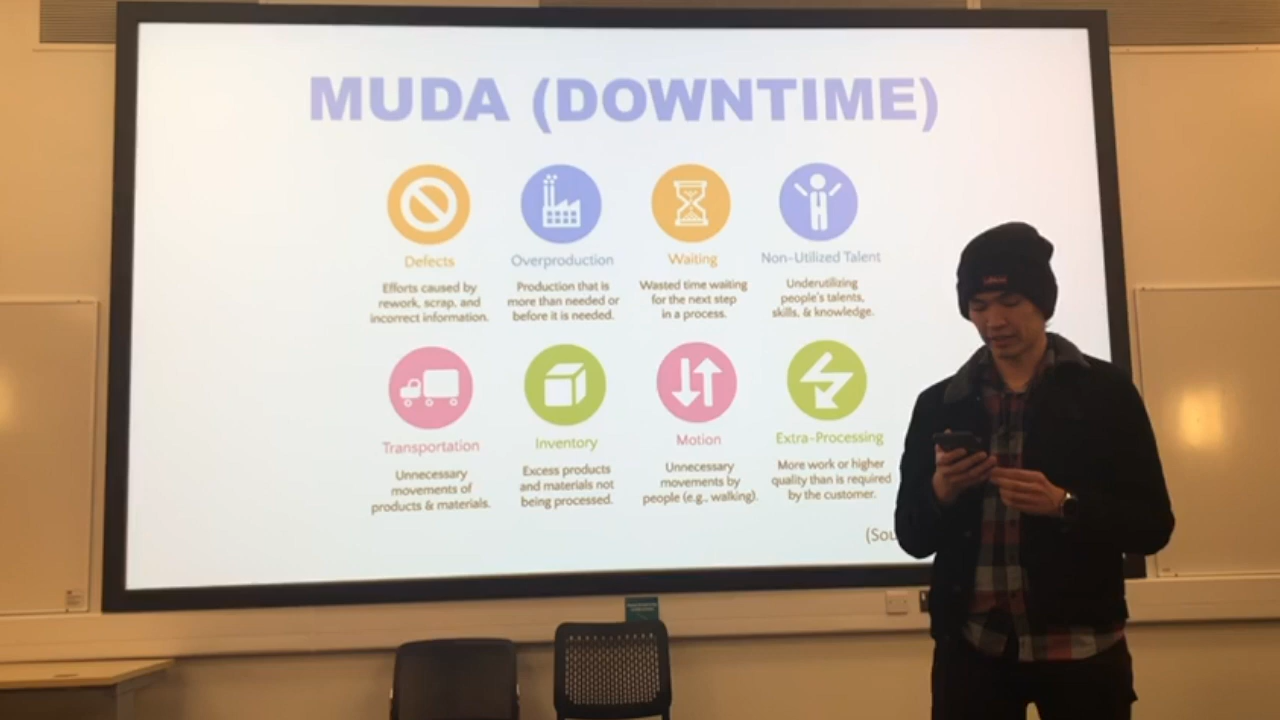 MUDA (DOWNTIME)
Defects
Efforts caused by
rework, scrap, and
incorrect information.
Overproduction
Production that is
more than needed or
before it is needed.
Waiting
Wasted time waiting
for the next step
in a process.
Non-Utilized Talent
Underutilizing
people's talents,
skills, & knowledge.
Transportation
Unnecessary
movements of
products & materials.
Inventory
Excess products
and materials not
being processed.
Motion
Unnecessary
movements by
people (e.g., walking).
Extra-Processing
More work or higher
quality than is required
by the customer.
(Sou